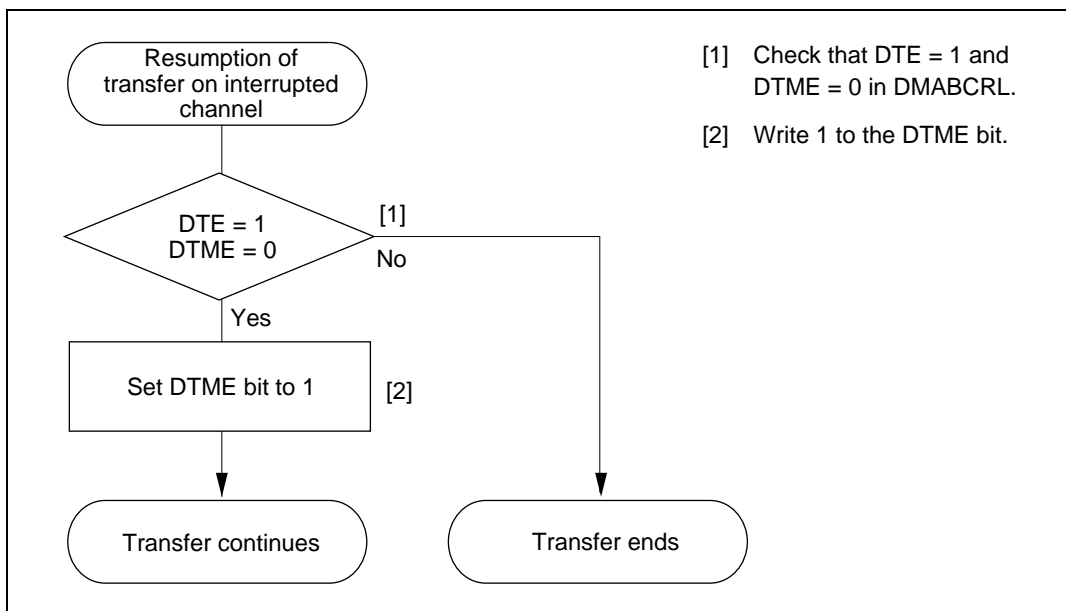 Resumption of
transfer on interrupted
channel
[1] Check that DTE = 1 and
DTME = 0 in DMABCRL.
[2] Write 1 to the DTME bit.
DTE = 1
DTME = 0
[1]
No
Yes
Set DTME bit to 1
[2]
Transfer continues
Transfer ends